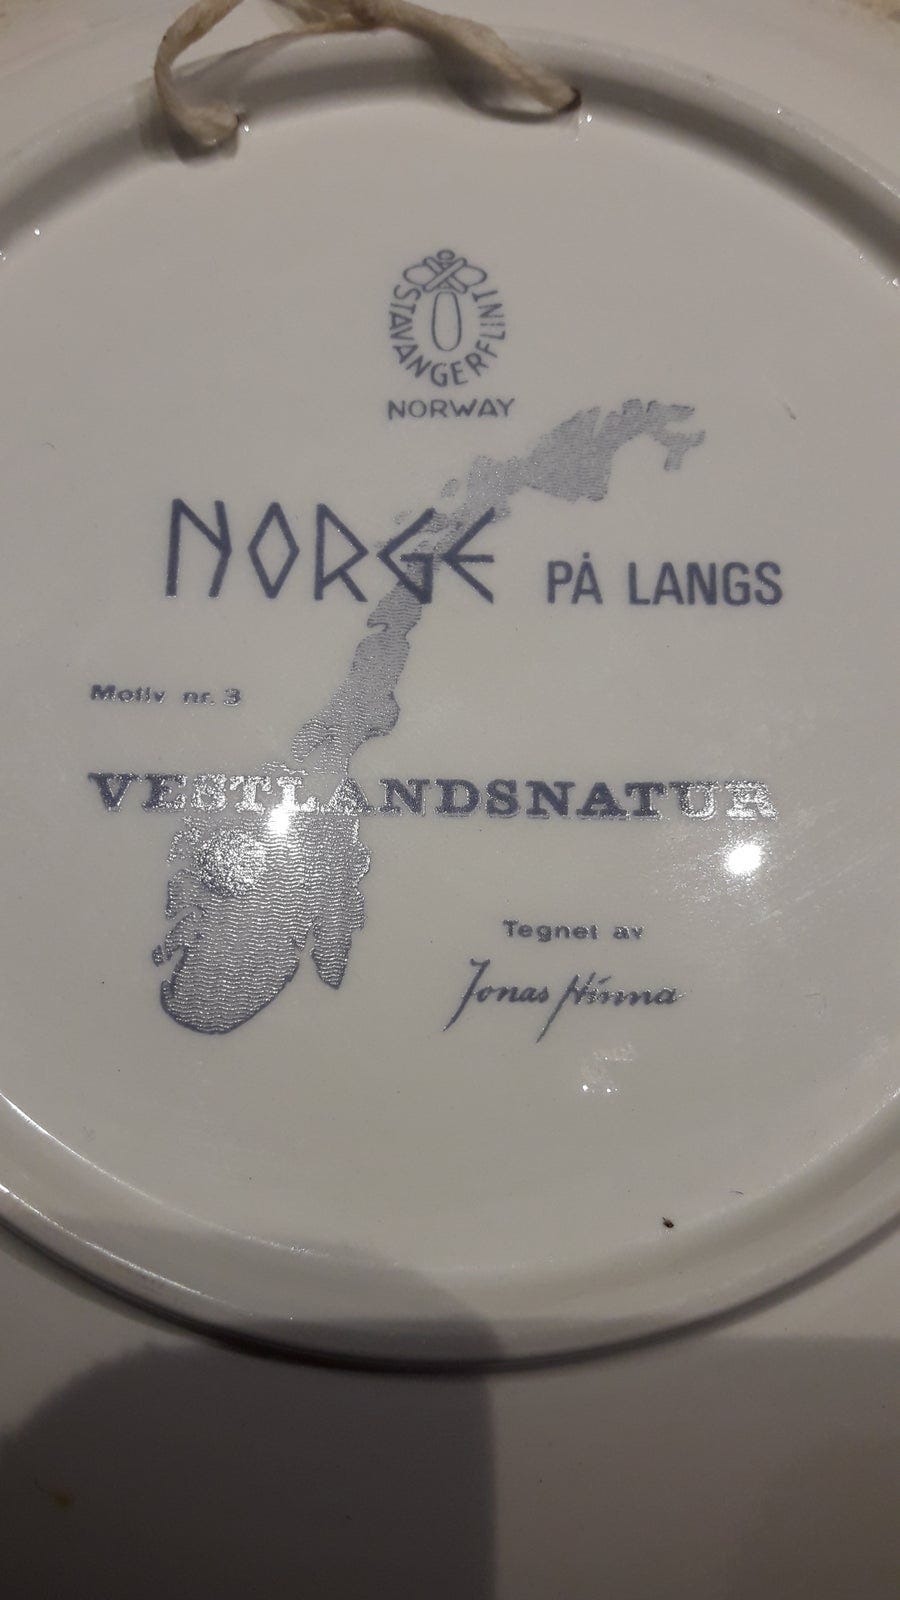 STAVANGERFLINT
NORWAY
NORGE PÅ LANGS
Motiv nr. 3
VESTLANDSNATUR
Tegnet av
Jonas Hinna